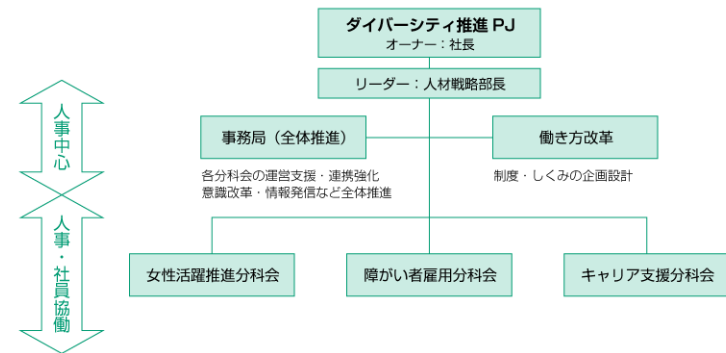 ダイバーシティ推進 PJ
オーナー：社長
リーダー：人材戦略部長
人事中心
事務局（全体推進）
働き方改革
各分科会の運営支援・連携強化
意識改革・情報発信など全体推進
制度・しくみの企画設計
人事・社員協働
女性活躍推進分科会
障がい者雇用分科会
キャリア支援分科会